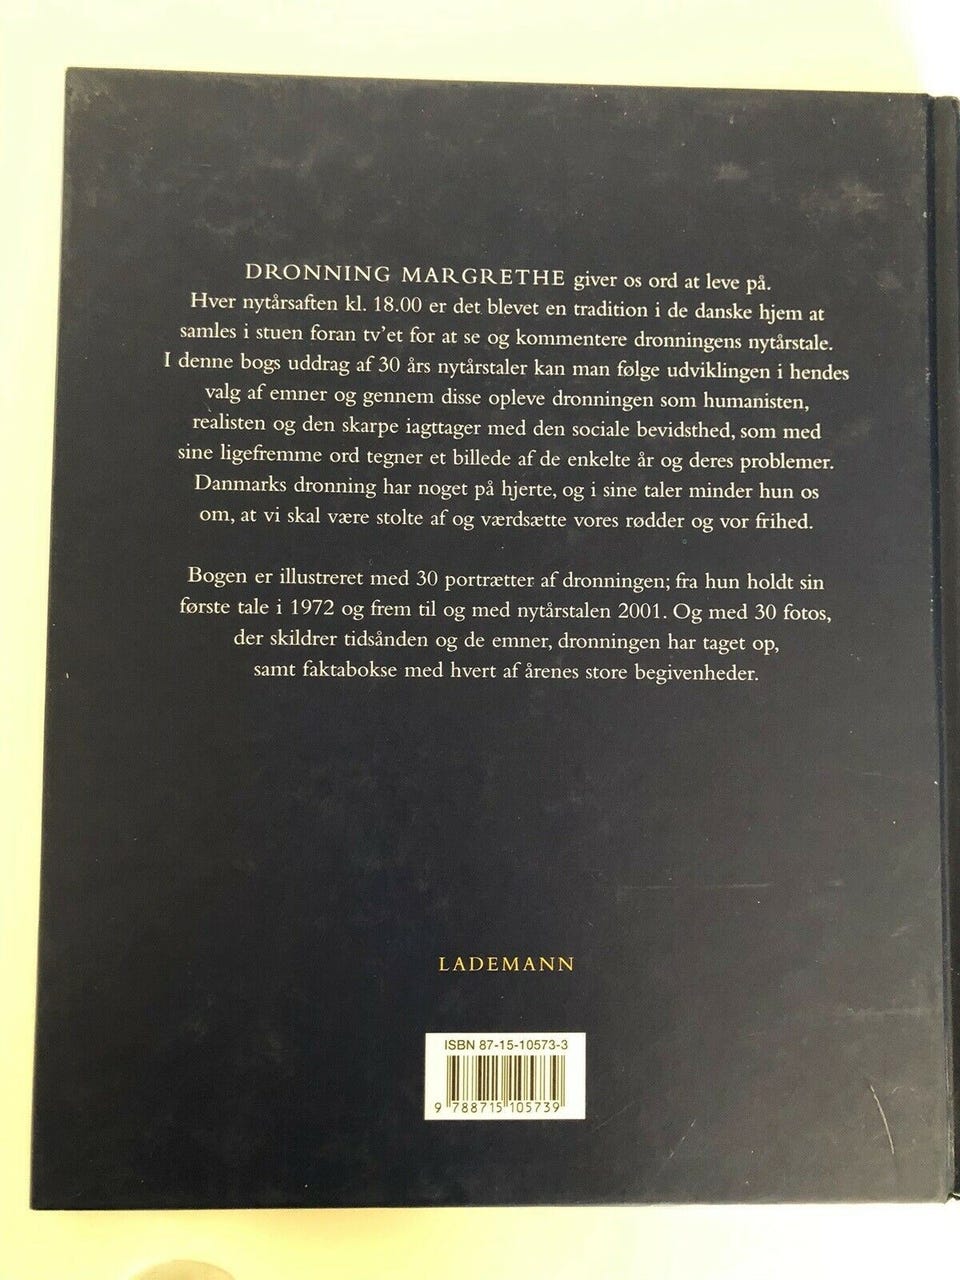 DRONNING MARGRETHE giver os ord at leve på.
Hver nytårsaften kl. 18.00 er det blevet en tradition i de danske hjem at
samles i stuen foran tv'et for at se og kommentere dronningens nytårstale.
I denne bogs uddrag af 30 års nytårstaler kan man følge udviklingen i hendes
valg af emner og gennem disse opleve dronningen som humanisten,
realisten og den skarpe iagttager med den sociale bevidsthed, som med
sine ligefremme ord tegner et billede af de enkelte år og deres problemer.
Danmarks dronning har noget på hjerte, og i sine taler minder hun os
om, at vi skal være stolte af og værdsætte vores rødder og vor frihed.
Bogen er illustreret med 30 portrætter af dronningen; fra hun holdt sin
første tale i 1972 og frem til og med nytårstalen 2001. Og med 30 fotos,
der skildrer tidsånden og de emner, dronningen har taget op,
samt faktabokse med hvert af årenes store begivenheder.
LADEMANN
ISBN 87-15-10573-3
9 788715 105739